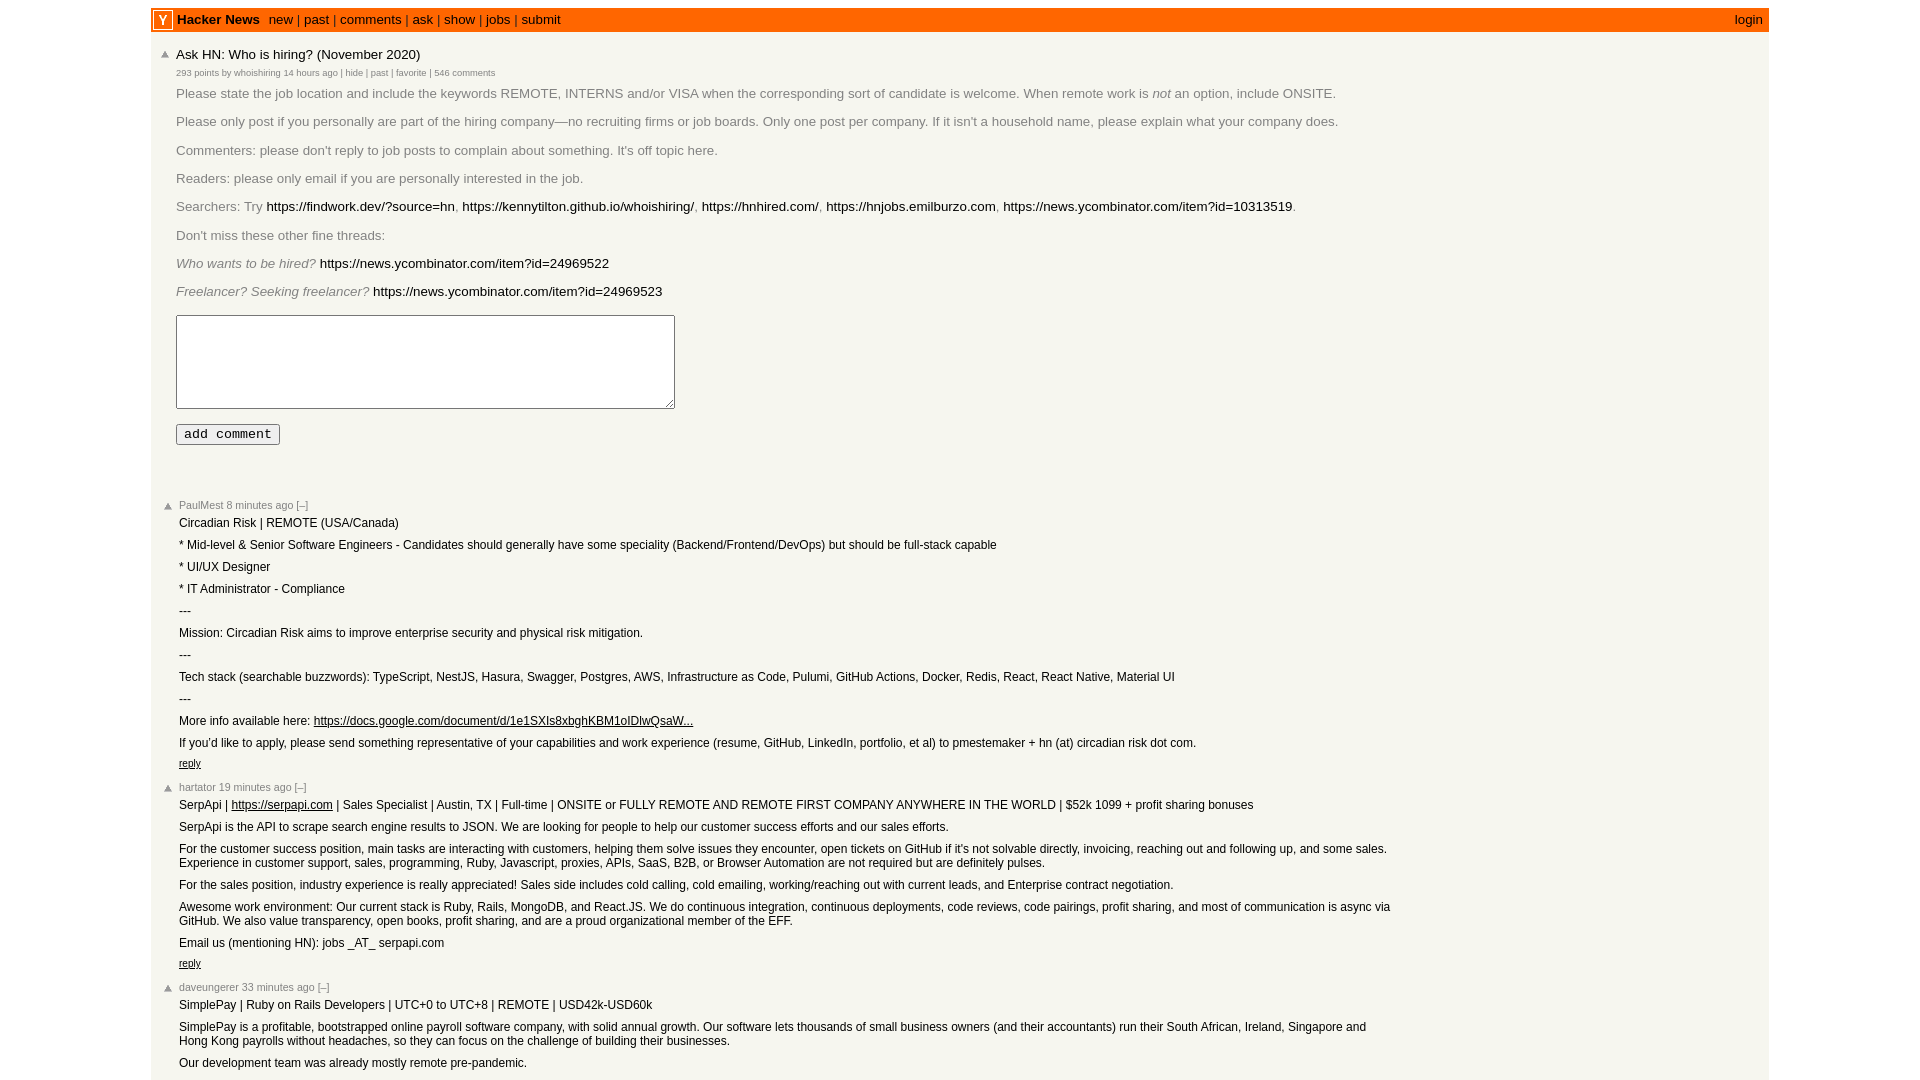 Y Hacker News new | past | comments | ask | show | jobs | submit login
Ask HN: Who is hiring? (November 2020)
293 points by whoishiring 14 hours ago | hide | past | favorite | 546 comments
Please state the job location and include the keywords REMOTE, INTERNS and/or VISA when the corresponding sort of candidate is welcome. When remote work is not an option, include ONSITE.
Please only post if you personally are part of the hiring company—no recruiting firms or job boards. Only one post per company. If it isn't a household name, please explain what your company does.
Commenters: please don't reply to job posts to complain about something. It's off topic here.
Readers: please only email if you are personally interested in the job.
Searchers: Try https://findwork.dev/?source=hn, https://kennytilton.github.io/whoishiring/, https://hnhired.com/, https://hnjobs.emilburzo.com, https://news.ycombinator.com/item?id=10313519.
Don't miss these other fine threads:
Who wants to be hired? https://news.ycombinator.com/item?id=24969522
Freelancer? Seeking freelancer? https://news.ycombinator.com/item?id=24969523
add comment
PaulMest 8 minutes ago [–]
Circadian Risk | REMOTE (USA/Canada)
* Mid-level & Senior Software Engineers - Candidates should generally have some speciality (Backend/Frontend/DevOps) but should be full-stack capable
* UI/UX Designer
* IT Administrator - Compliance
---
Mission: Circadian Risk aims to improve enterprise security and physical risk mitigation.
---
Tech stack (searchable buzzwords): TypeScript, NestJS, Hasura, Swagger, Postgres, AWS, Infrastructure as Code, Pulumi, GitHub Actions, Docker, Redis, React, React Native, Material UI
---
More info available here: https://docs.google.com/document/d/1e1SXIs8xbghKBM1oIDlwQsaW...
If you’d like to apply, please send something representative of your capabilities and work experience (resume, GitHub, LinkedIn, portfolio, et al) to pmestemaker + hn (at) circadian risk dot com.
reply
hartator 19 minutes ago [–]
SerpApi | https://serpapi.com | Sales Specialist | Austin, TX | Full-time | ONSITE or FULLY REMOTE AND REMOTE FIRST COMPANY ANYWHERE IN THE WORLD | $52k 1099 + profit sharing bonuses
SerpApi is the API to scrape search engine results to JSON. We are looking for people to help our customer success efforts and our sales efforts.
For the customer success position, main tasks are interacting with customers, helping them solve issues they encounter, open tickets on GitHub if it's not solvable directly, invoicing, reaching out and following up, and some sales.
Experience in customer support, sales, programming, Ruby, Javascript, proxies, APIs, SaaS, B2B, or Browser Automation are not required but are definitely pulses.
For the sales position, industry experience is really appreciated! Sales side includes cold calling, cold emailing, working/reaching out with current leads, and Enterprise contract negotiation.
Awesome work environment: Our current stack is Ruby, Rails, MongoDB, and React.JS. We do continuous integration, continuous deployments, code reviews, code pairings, profit sharing, and most of communication is async via
GitHub. We also value transparency, open books, profit sharing, and are a proud organizational member of the EFF.
Email us (mentioning HN): jobs _AT_ serpapi.com
reply
daveungerer 33 minutes ago [–]
SimplePay | Ruby on Rails Developers | UTC+0 to UTC+8 | REMOTE | USD42k-USD60k
SimplePay is a profitable, bootstrapped online payroll software company, with solid annual growth. Our software lets thousands of small business owners (and their accountants) run their South African, Ireland, Singapore and
Hong Kong payrolls without headaches, so they can focus on the challenge of building their businesses.
Our development team was already mostly remote pre-pandemic.